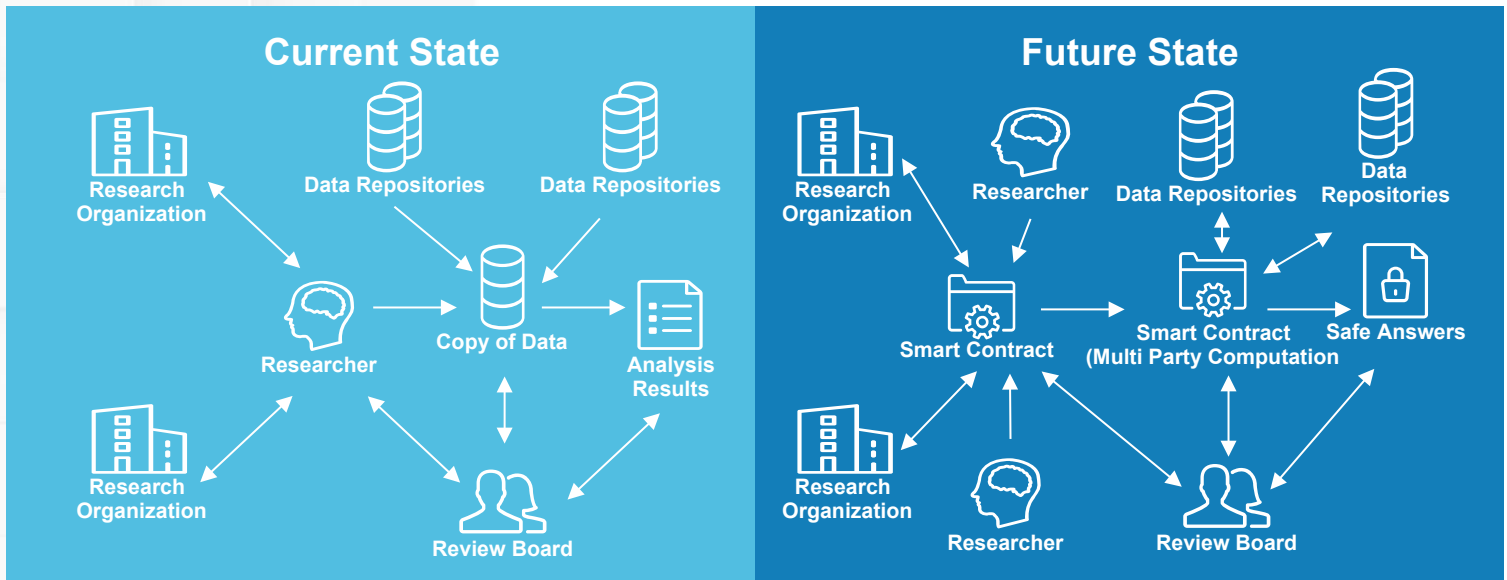 Current State
Research
Organization
Data Repositories
Data Repositories
Researcher
Copy of Data
Analysis
Results
Research
Organization
Review Board
Future State
Research
Organization
Researcher
Data Repositories
Data
Repositories
Smart Contract
Smart Contract
(Multi Party Computation
Safe Answers
Research
Organization
Researcher
Review Board